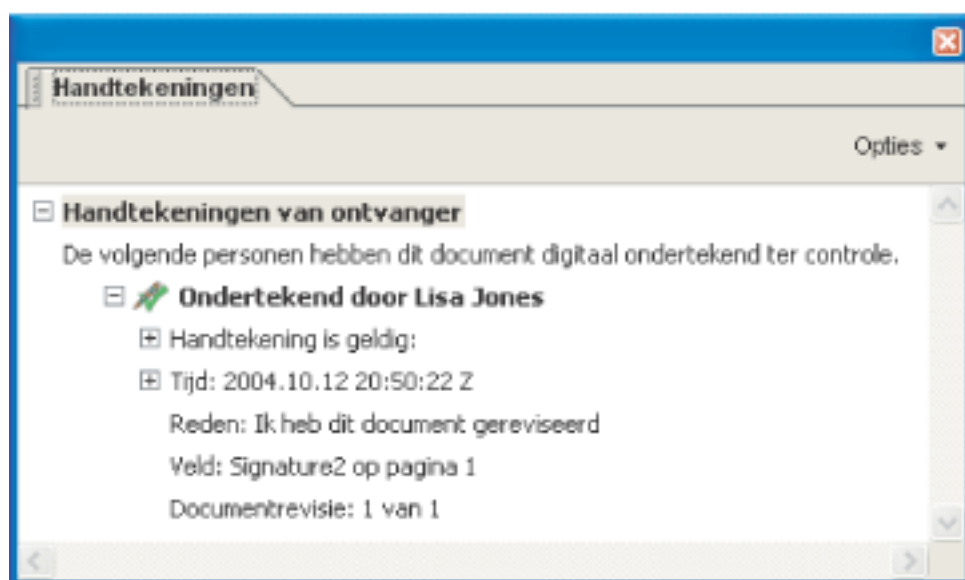 Handtekeningen
Opties
Handtekeningen van ontvanger
De volgende personen hebben dit document digitaal ondertekend ter controle.
Ondertekend door Lisa Jones
Handtekening is geldig:
Tijd: 2004.10.12 20:50:22 Z
Reden: Ik heb dit document gereviseerd
Veld: Signature2 op pagina 1
Documentrevisie: 1 van 1